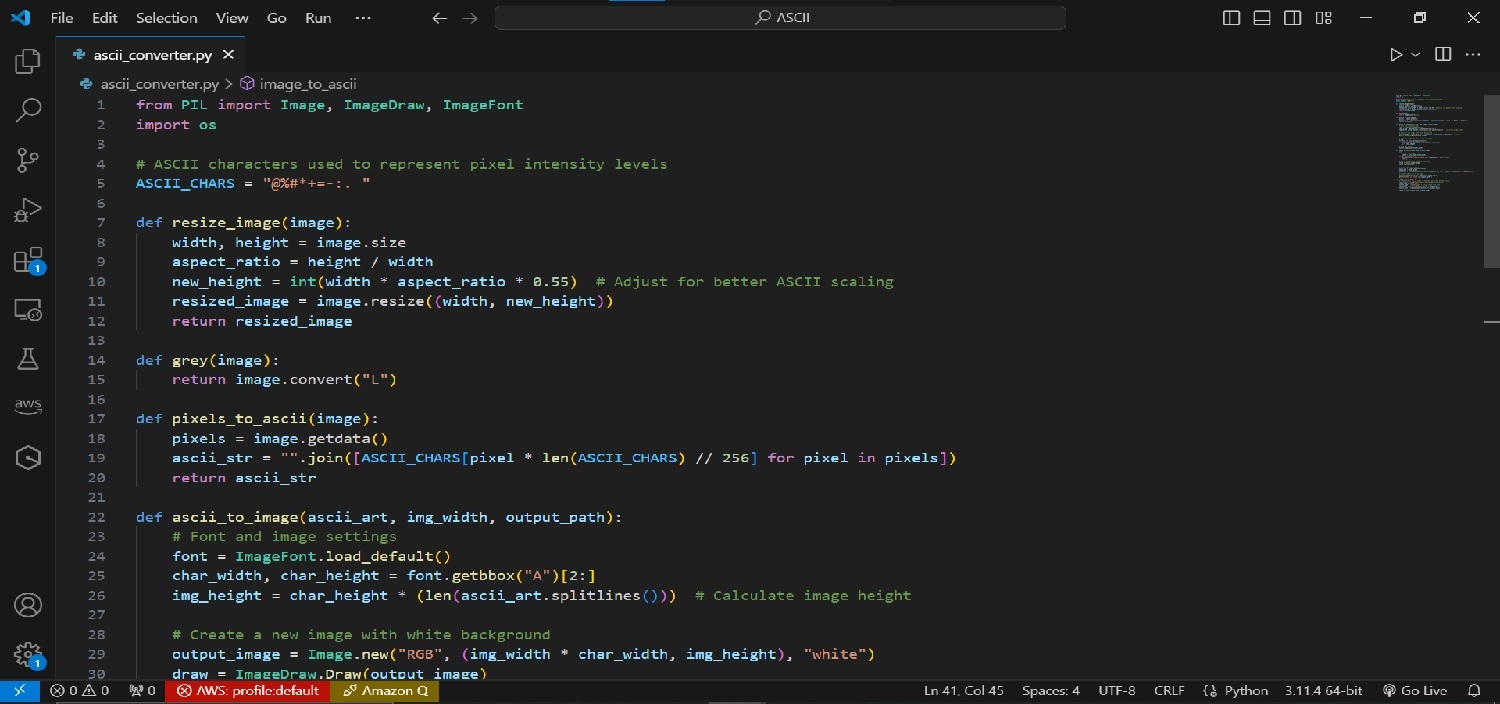 File Edit Selection View Go Run ··· ← → ASCII
ascii_converter.py ×
ascii_converter.py > image_to_ascii
1 from PIL import Image, ImageDraw, ImageFont
2 import os
3
4 # ASCII characters used to represent pixel intensity levels
5 ASCII_CHARS = "@%#*+=-:. "
6
7 def resize_image(image):
8     width, height = image.size
9     aspect_ratio = height / width
10     new_height = int(width * aspect_ratio * 0.55)  # Adjust for better ASCII scaling
11     resized_image = image.resize((width, new_height))
12     return resized_image
13
14 def grey(image):
15     return image.convert("L")
16
17 def pixels_to_ascii(image):
18     pixels = image.getdata()
19     ascii_str = "".join([ASCII_CHARS[pixel * len(ASCII_CHARS) // 256] for pixel in pixels])
20     return ascii_str
21
22 def ascii_to_image(ascii_art, img_width, output_path):
23     # Font and image settings
24     font = ImageFont.load_default()
25     char_width, char_height = font.getbbox("A")[2:]
26     img_height = char_height * (len(ascii_art.splitlines()))  # Calculate image height
27
28     # Create a new image with white background
29     output_image = Image.new("RGB", (img_width * char_width, img_height), "white")
30     draw = ImageDraw.Draw(output_image)
1
aws
1
0 0 0 AWS: profile:default Amazon Q Ln 41, Col 45 Spaces: 4 UTF-8 CRLF Python 3.11.4 64-bit Go Live